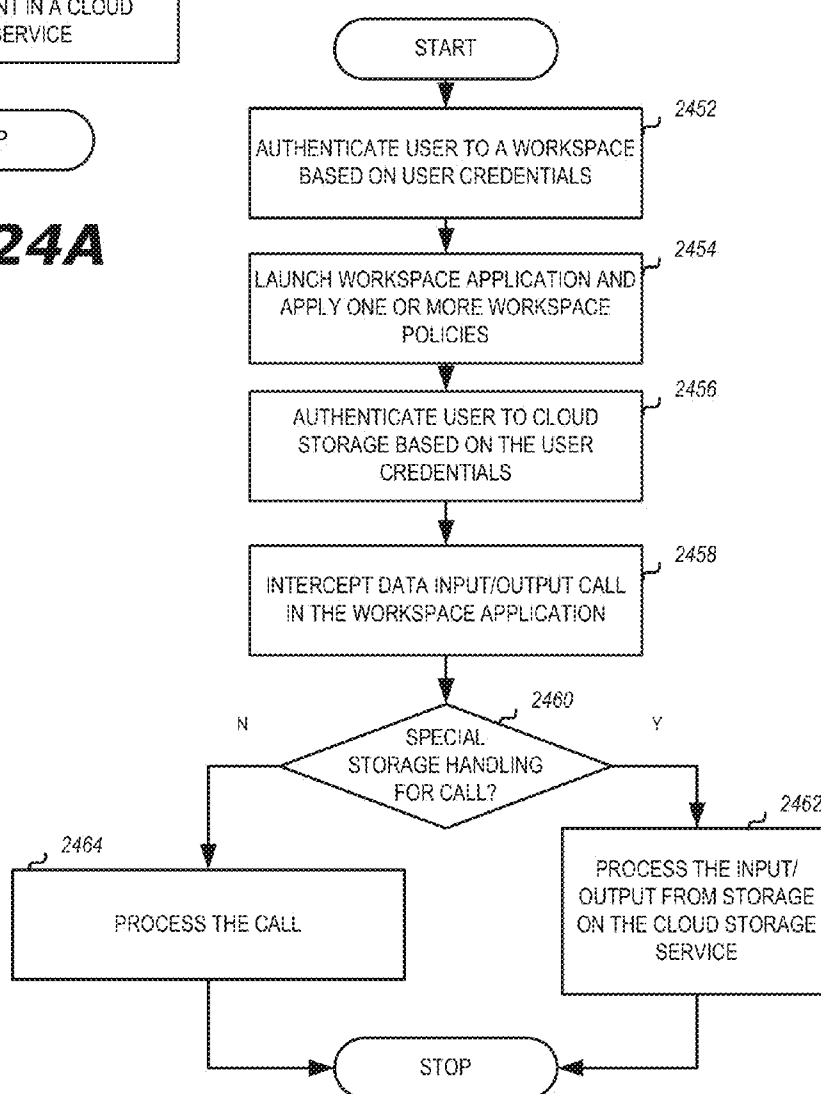 NT IN A CLOUD
SERVICE
P
24A
START
2452
AUTHENTICATE USER TO A WORKSPACE
BASED ON USER CREDENTIALS
2454
LAUNCH WORKSPACE APPLICATION AND
APPLY ONE OR MORE WORKSPACE
POLICIES
2456
AUTHENTICATE USER TO CLOUD
STORAGE BASED ON THE USER
CREDENTIALS
2458
INTERCEPT DATA INPUT/OUTPUT CALL
IN THE WORKSPACE APPLICATION
2460
N
Y
SPECIAL
STORAGE HANDLING
FOR CALL?
2464
PROCESS THE CALL
2462
PROCESS THE INPUT/
OUTPUT FROM STORAGE
ON THE CLOUD STORAGE
SERVICE
STOP